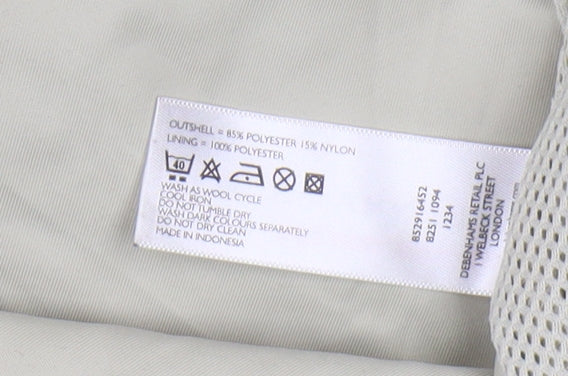 OUTSHELL = 85% POLYESTER 15% NYLON
LINING = 100% POLYESTER
40
WASH AS WOOL CYCLE
COOL IRON
DO NOT TUMBLE DRY
WASH DARK COLOURS SEPARATELY
DO NOT DRY CLEAN
MADE IN INDONESIA
852916452
8251 1094
1234
DEBENHAMS RETAIL PLC
1 WELBECK STREET
LONDON